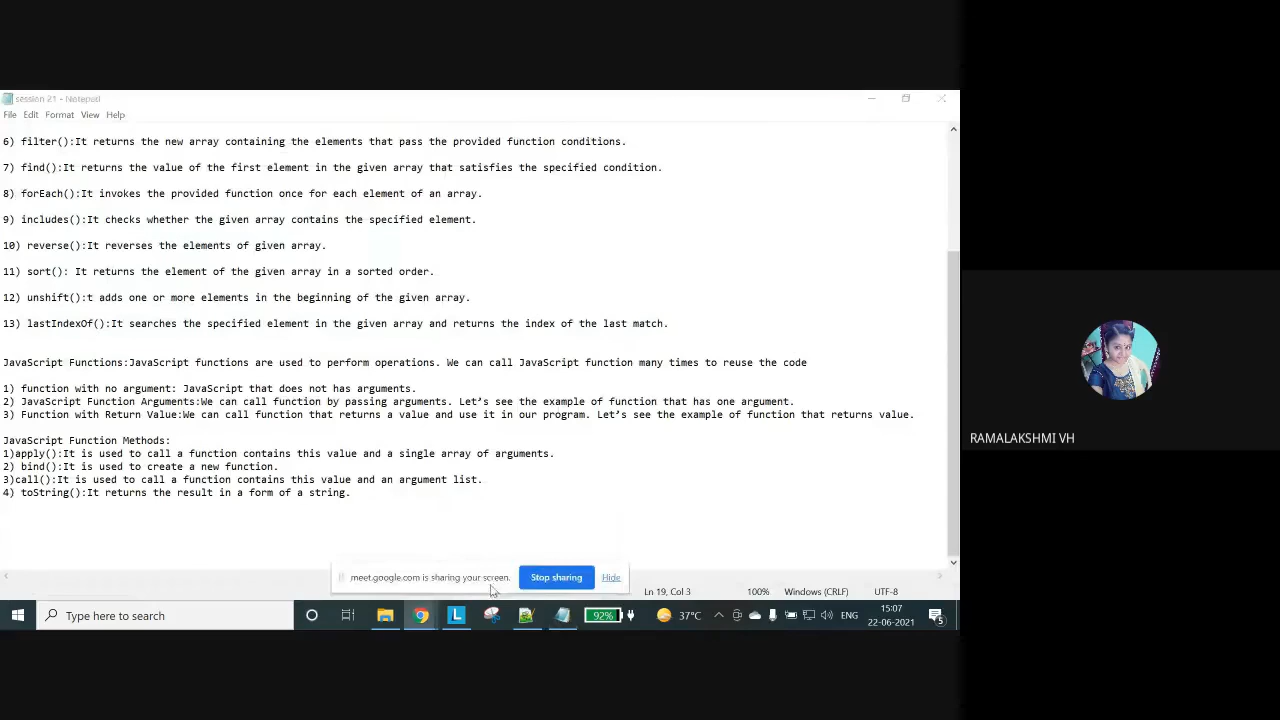 session 21 - Notepad
File Edit Format View Help
6) filter():It returns the new array containing the elements that pass the provided function conditions.
7) find():It returns the value of the first element in the given array that satisfies the specified condition.
8) forEach():It invokes the provided function once for each element of an array.
9) includes():It checks whether the given array contains the specified element.
10) reverse():It reverses the elements of given array.
11) sort(): It returns the element of the given array in a sorted order.
12) unshift():t adds one or more elements in the beginning of the given array.
13) lastIndexOf():It searches the specified element in the given array and returns the index of the last match.
JavaScript Functions:JavaScript functions are used to perform operations. We can call JavaScript function many times to reuse the code
1) function with no argument: JavaScript that does not has arguments.
2) JavaScript Function Arguments:We can call function by passing arguments. Let’s see the example of function that has one argument.
3) Function with Return Value:We can call function that returns a value and use it in our program. Let’s see the example of function that returns value.
JavaScript Function Methods:
1)apply():It is used to call a function contains this value and a single array of arguments.
2) bind():It is used to create a new function.
3)call():It is used to call a function contains this value and an argument list.
4) toString():It returns the result in a form of a string.
RAMALAKSHMI VH
meet.google.com is sharing your screen. Stop sharing Hide
Ln 19, Col 3 100% Windows (CRLF) UTF-8
Type here to search L 92% 37°C ENG 15:07
22-06-2021 5